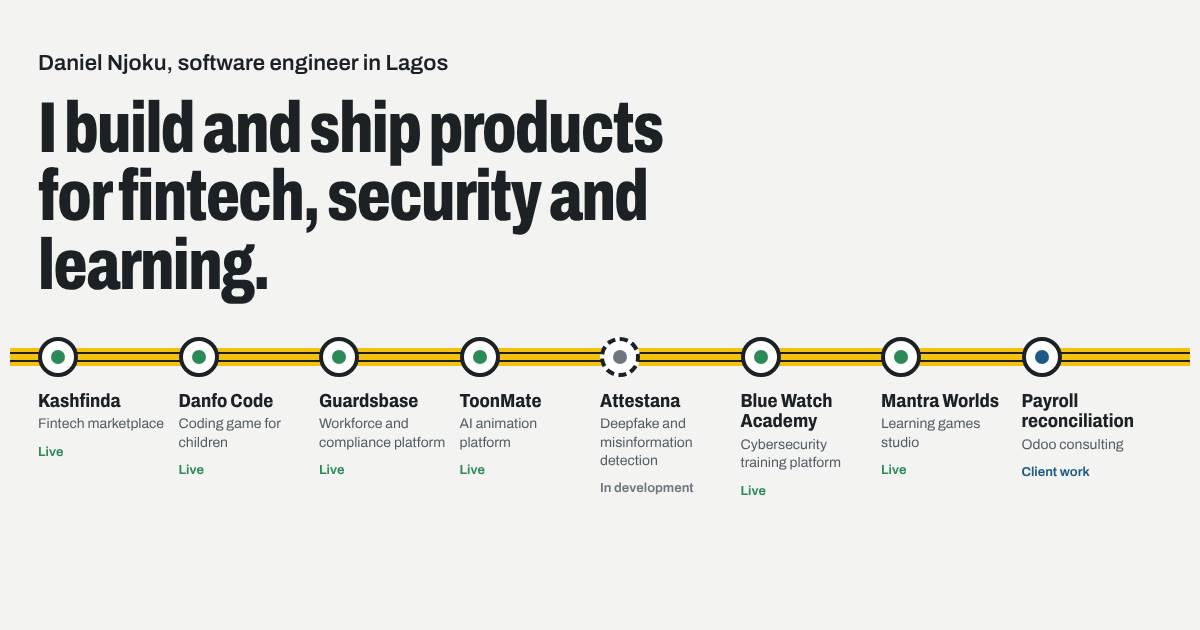 Daniel Njoku, software engineer in Lagos
I build and ship products
for fintech, security and
learning.
Kashfinda
Fintech marketplace
Live
Danfo Code
Coding game for
children
Live
Guardsbase
Workforce and
compliance platform
Live
ToonMate
AI animation
platform
Live
Attestana
Deepfake and
misinformation
detection
In development
Blue Watch
Academy
Cybersecurity
training platform
Live
Mantra Worlds
Learning games
studio
Live
Payroll
reconciliation
Odoo consulting
Client work